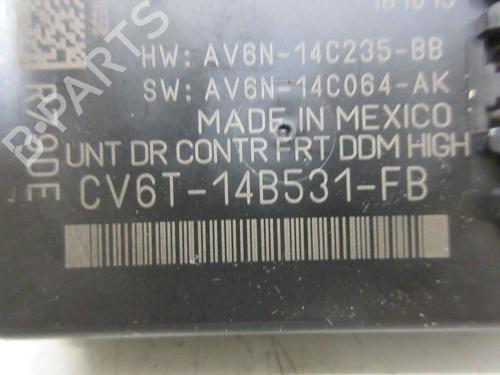 HW: AV6N-14C235-BB
SW: AV6N-14C064-AK
MADE IN MEXICO
UNT DR CONTR FRT DDM HIGH
CV6T-14B531-FB
B-PARTS